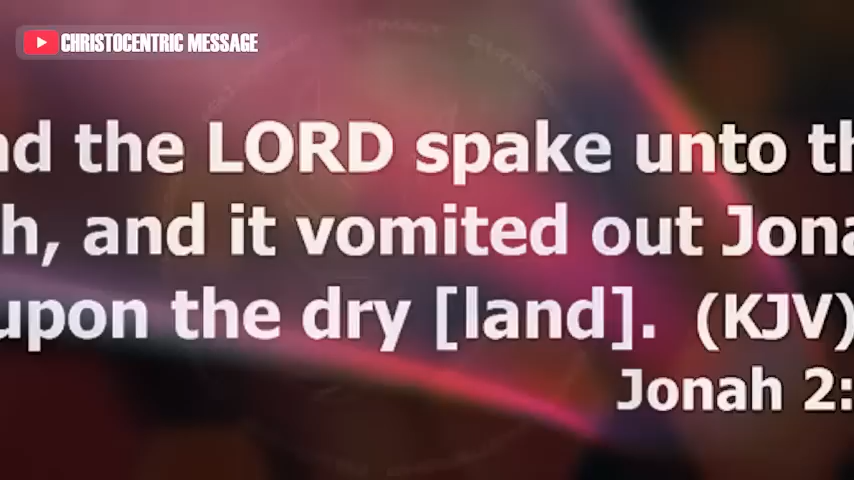 CHRISTOCENTRIC MESSAGE
nd the LORD spake unto th
h, and it vomited out Jona
upon the dry [land]. (KJV)
Jonah 2: